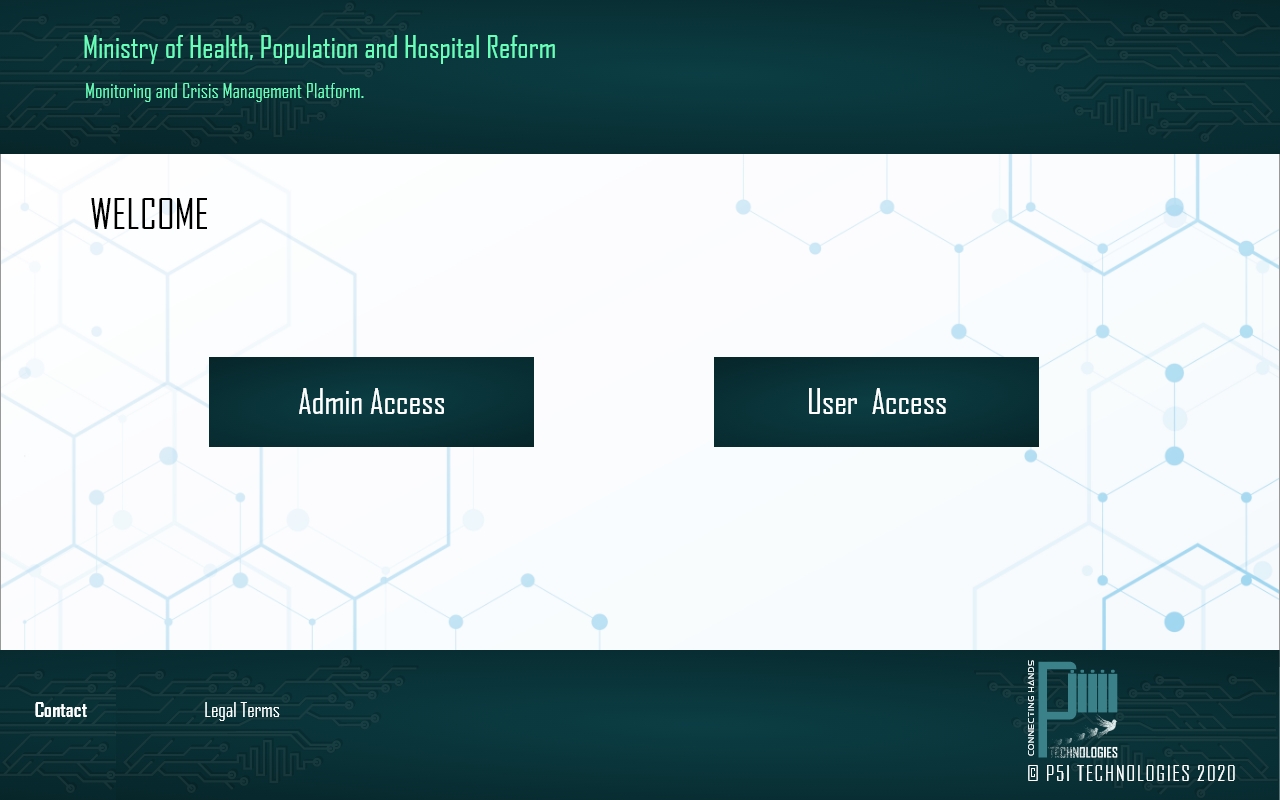 Ministry of Health, Population and Hospital Reform
Monitoring and Crisis Management Platform.
WELCOME
Admin Access
User Access
Contact
Legal Terms
CONNECTING HANDS
TECHNOLOGIES
© P5I TECHNOLOGIES 2020